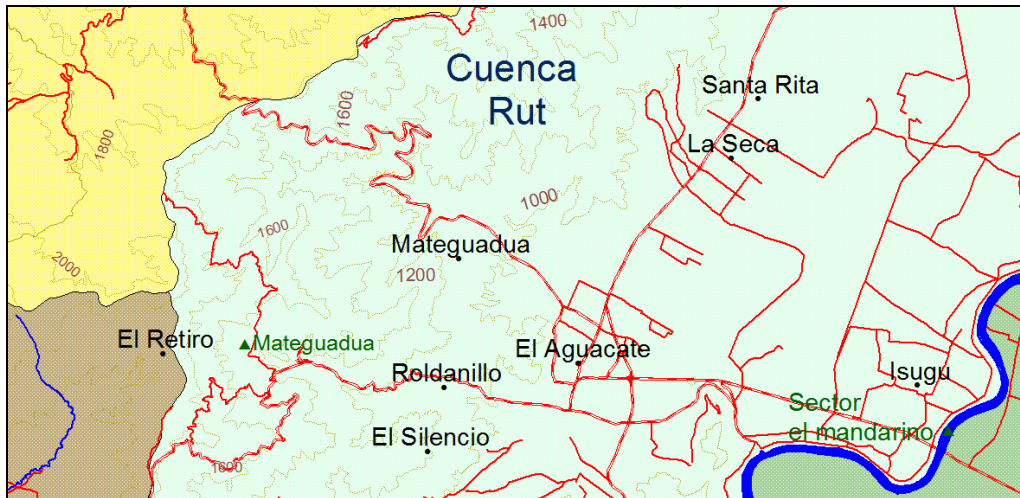 1400
Cuenca
Rut
Santa Rita
1600
La Seca
1800
1000
1600
Mateguadua
2000
1200
El Retiro
Mateguadua
El Aguacate
Roldanillo
Isugu
Sector
el mandarino
El Silencio
1600